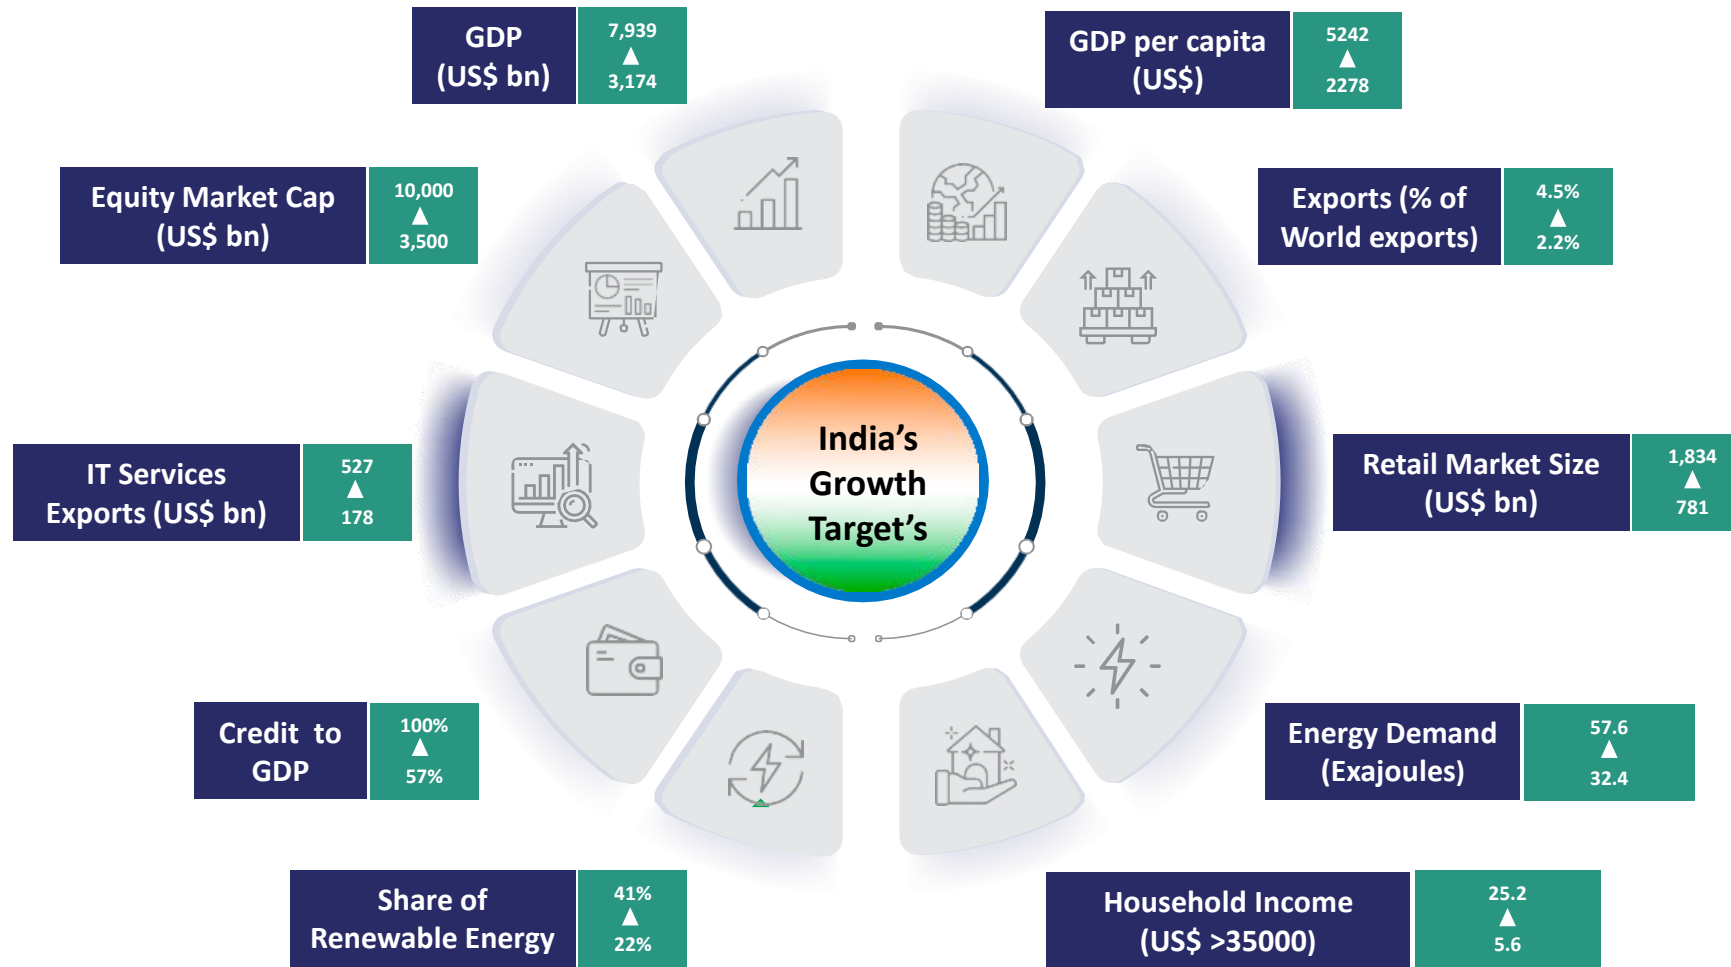 GDP
(US$ bn)
7,939
▲
3,174
GDP per capita
(US$)
5242
▲
2278
Equity Market Cap
(US$ bn)
10,000
▲
3,500
Exports (% of
World exports)
4.5%
▲
2.2%
IT Services
Exports (US$ bn)
527
▲
178
India’s
Growth
Target’s
Retail Market Size
(US$ bn)
1,834
▲
781
Credit to
GDP
100%
▲
57%
Energy Demand
(Exajoules)
57.6
▲
32.4
Share of
Renewable Energy
41%
▲
22%
Household Income
(US$ >35000)
25.2
▲
5.6